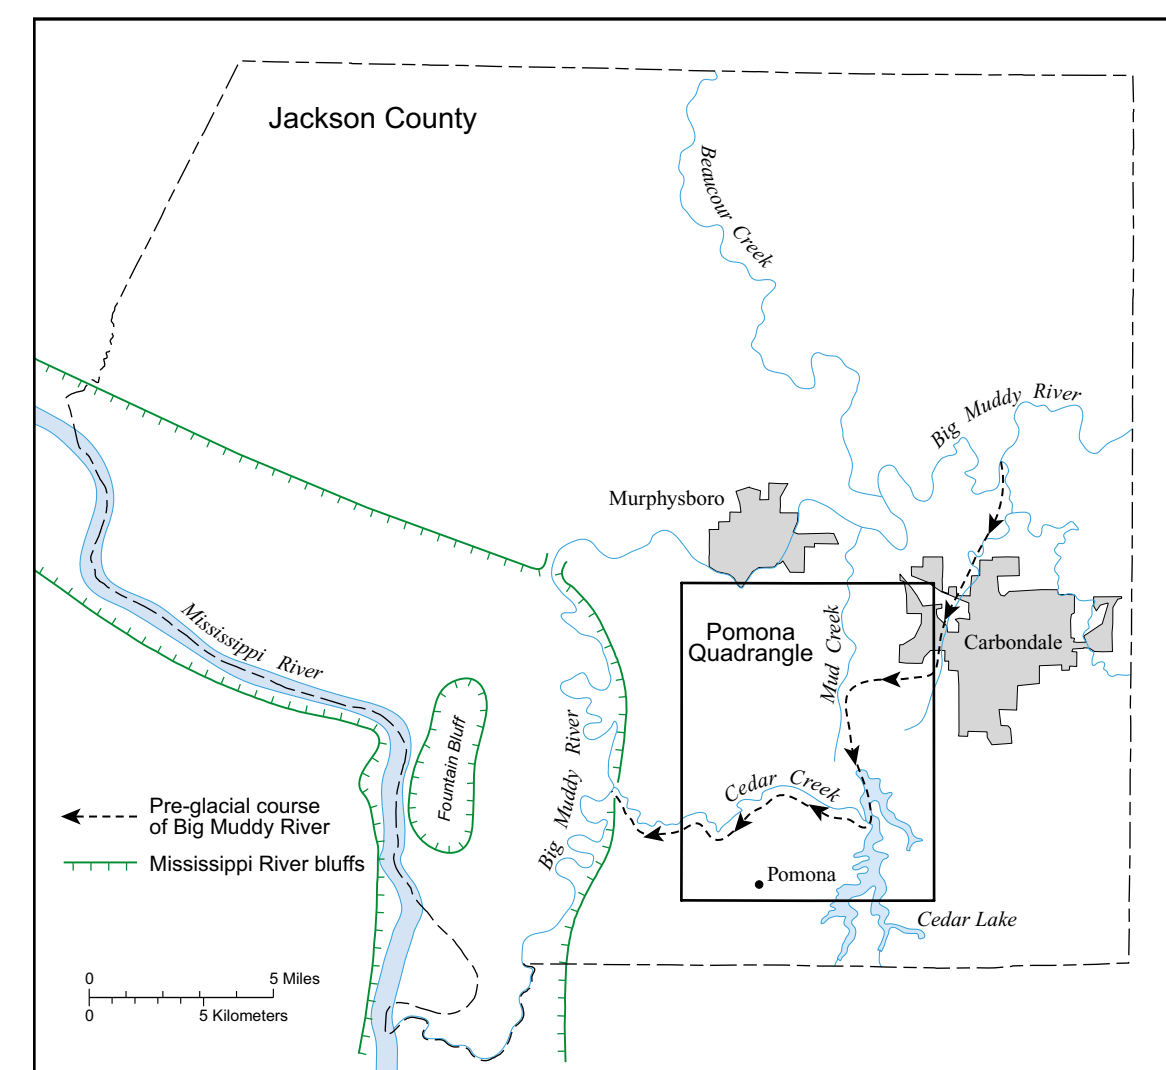 Jackson County
Beaucour Creek
Big Muddy River
Murphysboro
Pomona
Quadrangle
Mud Creek
Carbondale
Mississippi River
Fountain Bluff
Big Muddy River
Cedar Creek
Pre-glacial course
of Big Muddy River
Mississippi River bluffs
Pomona
Cedar Lake
0 5 Miles
0 5 Kilometers